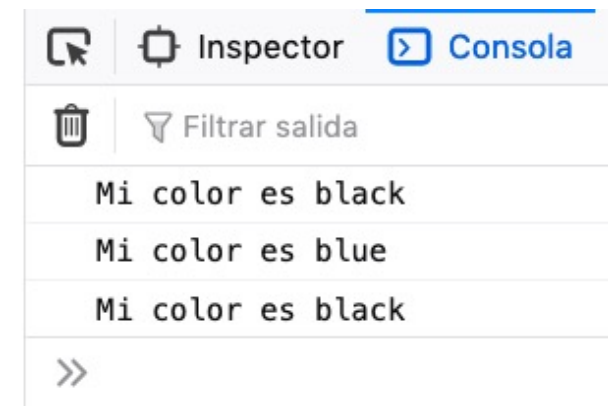 Inspector Consola
Filtrar salida
Mi color es black
Mi color es blue
Mi color es black